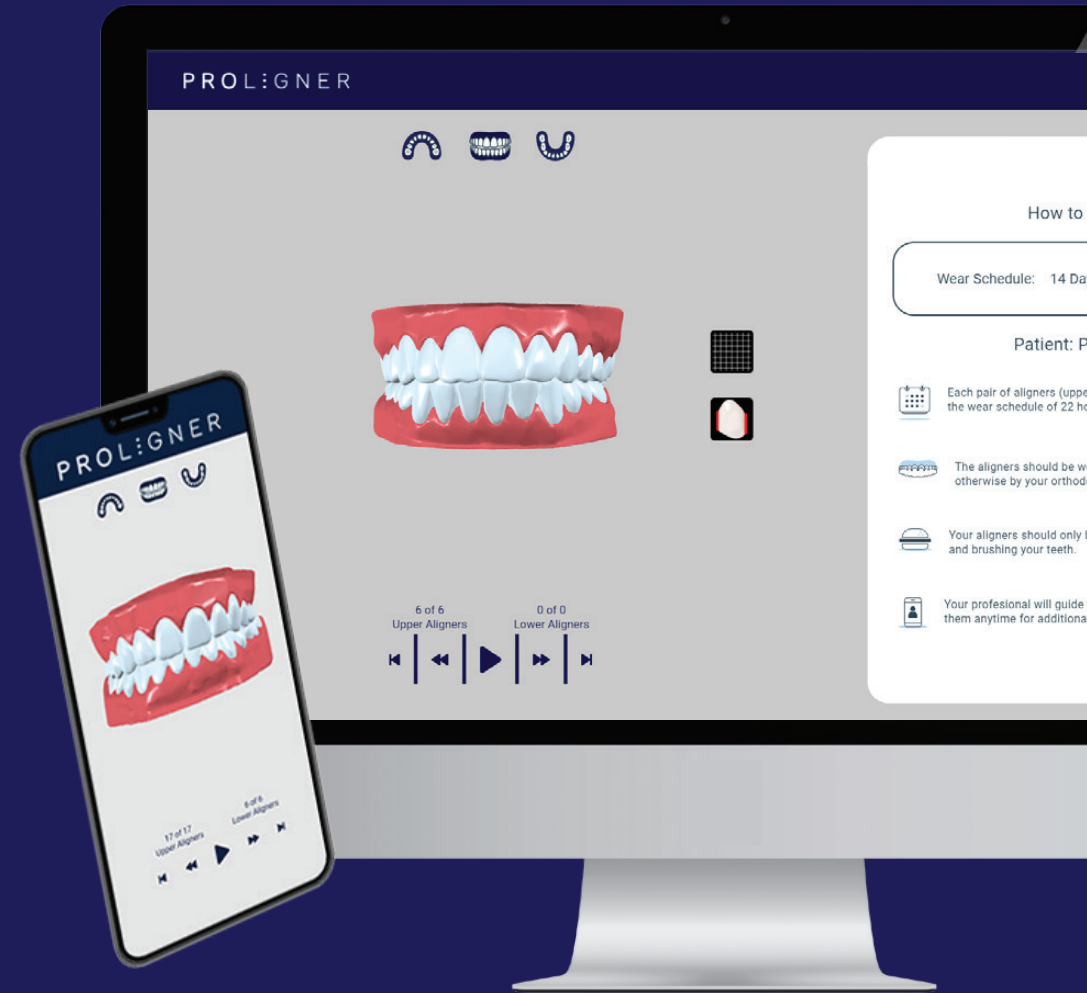 PROL⋮GNER
How to
Wear Schedule: 14 Da
Patient: P
Each pair of aligners (uppe
the wear schedule of 22 ho
The aligners should be w
otherwise by your orthod
Your aligners should only
and brushing your teeth.
Your profesional will guide
them anytime for additiona
6 of 6
Upper Aligners
0 of 0
Lower Aligners
PROL⋮GNER
17 of 17
Upper Aligners
6 of 6
Lower Aligners